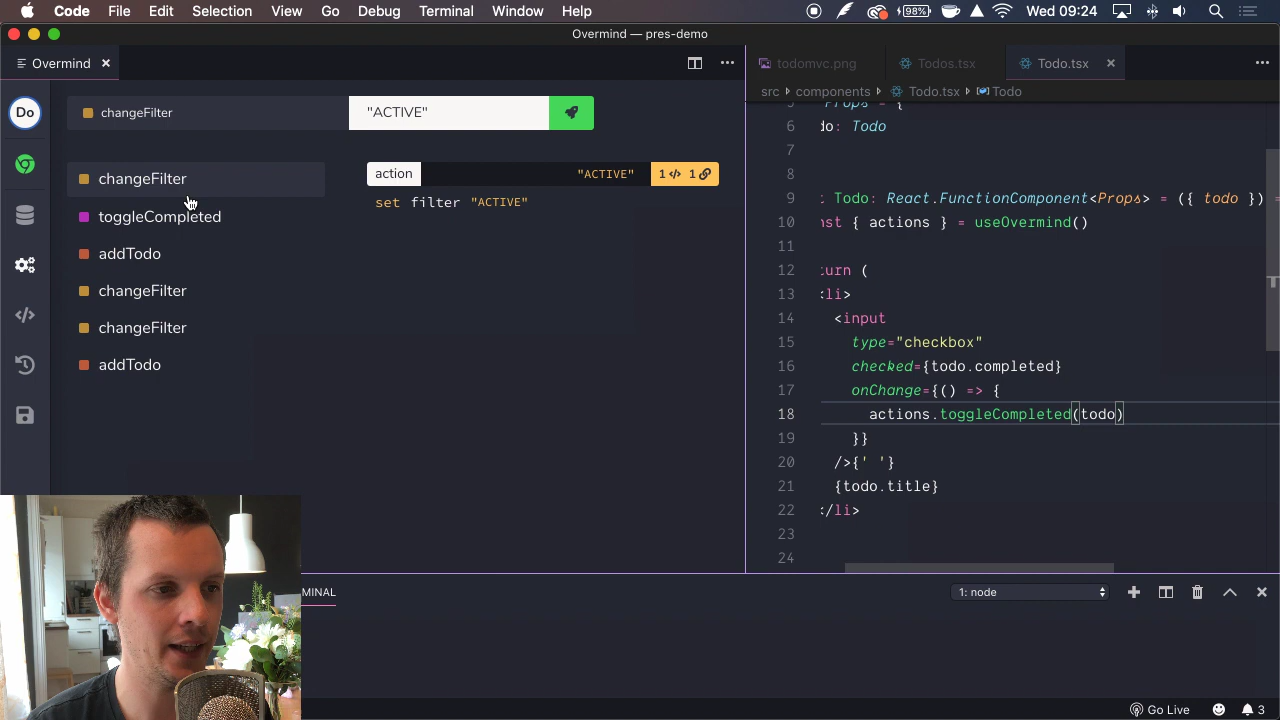 Code File Edit Selection View Go Debug Terminal Window Help 98% Wed 09:24
Overmind — pres-demo
Overmind
todomvc.png Todos.tsx Todo.tsx
src components Todo.tsx Todo
Do
changeFilter "ACTIVE"
changeFilter
toggleCompleted
addTodo
changeFilter
changeFilter
addTodo
action "ACTIVE" 1 1
set filter "ACTIVE"
6 do: Todo
7
8
9 : Todo: React.FunctionComponent<Props> = ({ todo }) =
10 nst { actions } = useOvermind()
11
12 turn (
13 <li>
14 <input
15 type="checkbox"
16 checked={todo.completed}
17 onChange={() => {
18 actions.toggleCompleted(todo)
19 }}
20 />{' '}
21 {todo.title}
22 </li>
23
24
MINAL
1: node
Go Live 3